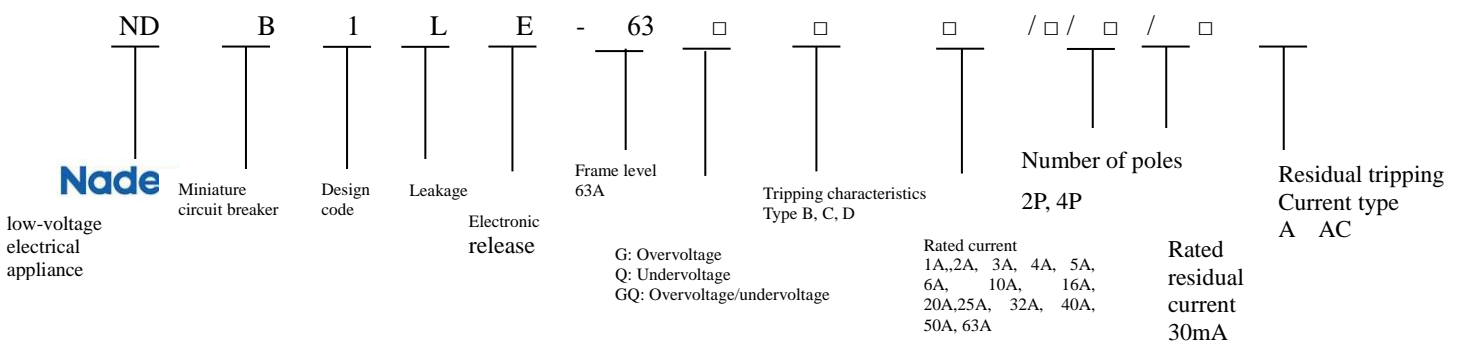 ND B 1 L E - 63 □ □ □ / □ / □ / □
Nade
low-voltage
electrical
appliance
Miniature
circuit breaker
Design
code
Leakage
Electronic
release
Frame level
63A
G: Overvoltage
Q: Undervoltage
GQ: Overvoltage/undervoltage
Tripping characteristics
Type B, C, D
Rated current
1A,,2A, 3A, 4A, 5A,
6A, 10A, 16A,
20A,25A, 32A, 40A,
50A, 63A
Number of poles
2P, 4P
Rated
residual
current
30mA
Residual tripping
Current type
A AC